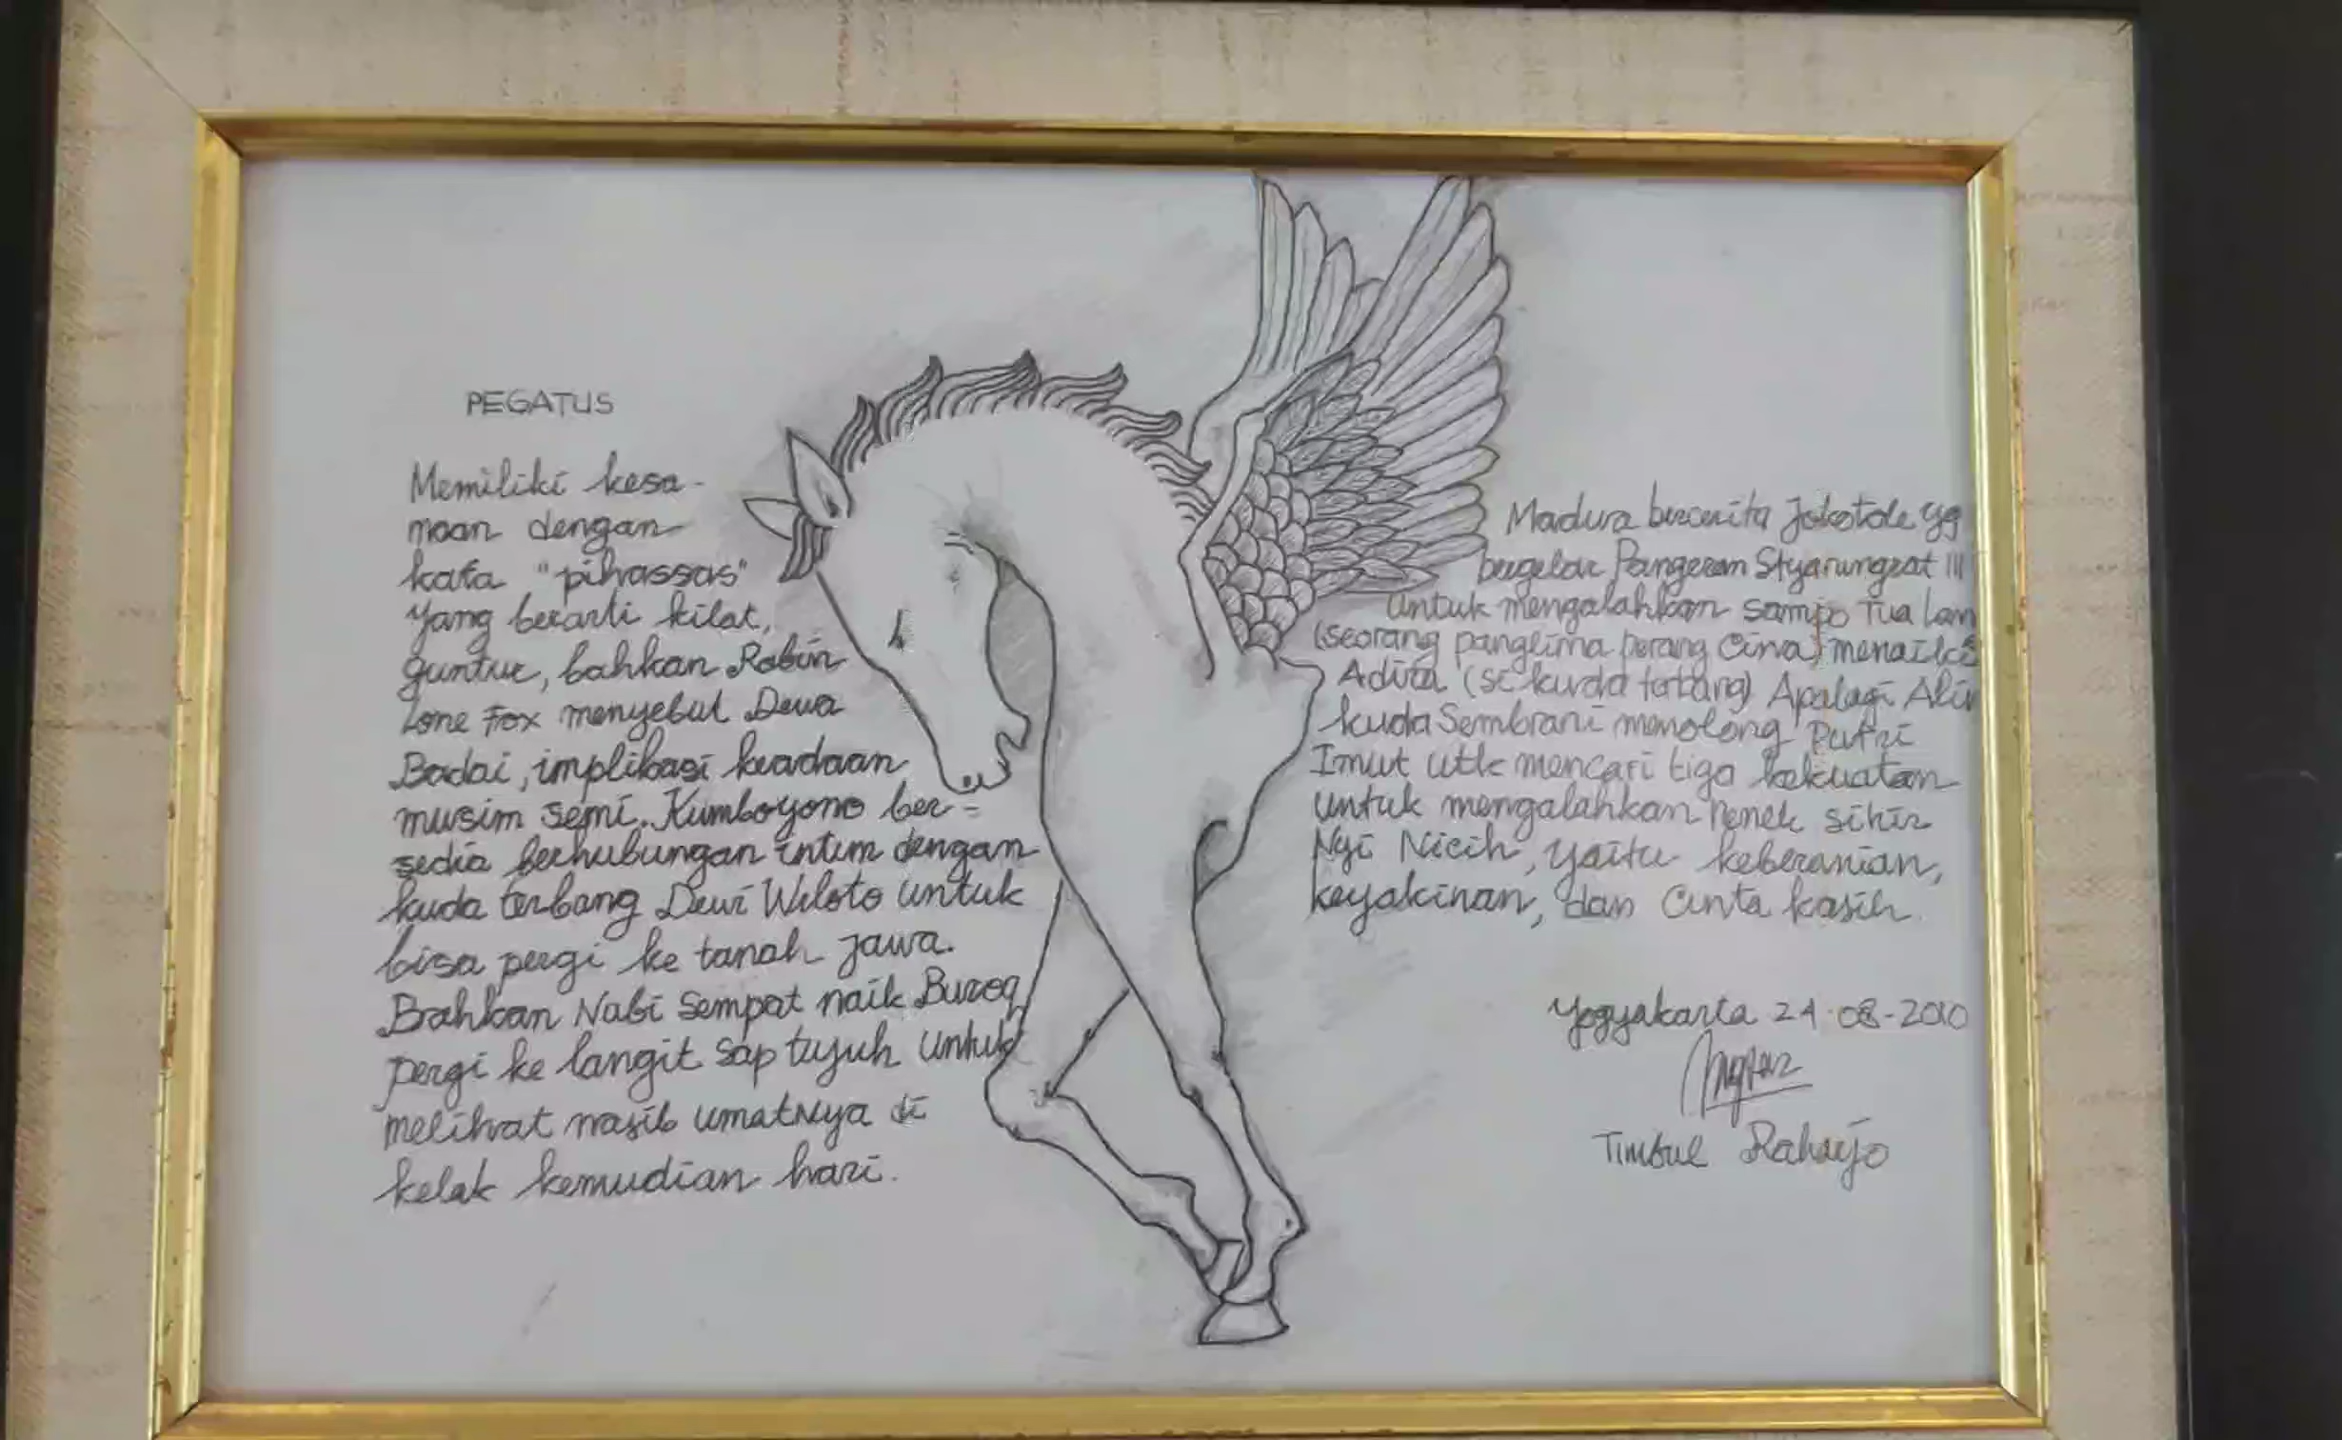 PEGATUS
Memiliki kesa-
maan dengan
kata "pihassas"
yang berarti kilat,
guntur, bahkan Robin
Lone Fox menyebut Dewa
Badai, implikasi keadaan
musim semi. Kumboyono ber=
sedia berhubungan intim dengan
kuda terbang Dewi Wiloto untuk
bisa pergi ke tanah jawa.
Bahkan Nabi sempat naik Buroq
pergi ke langit sap tujuh untuk
melihat nasib umatNya di
kelak kemudian hari.
Madura bercerita Jokotole yg
bergelar Pangeran Styarungrat III
untuk mengalahkan sampo Tua Lan
(seorang panglima perang Cina) menaiki
Adira (si kuda terbang) Apalagi
kuda Sembrani menolong Putri
Imut utk mencari tiga kekuatan
untuk mengalahkan Nenek sihir
Nyi Nicih, yaitu keberanian,
keyakinan, dan Cinta kasih.
Yogyakarta 24-08-2010
Timbul Raharjo